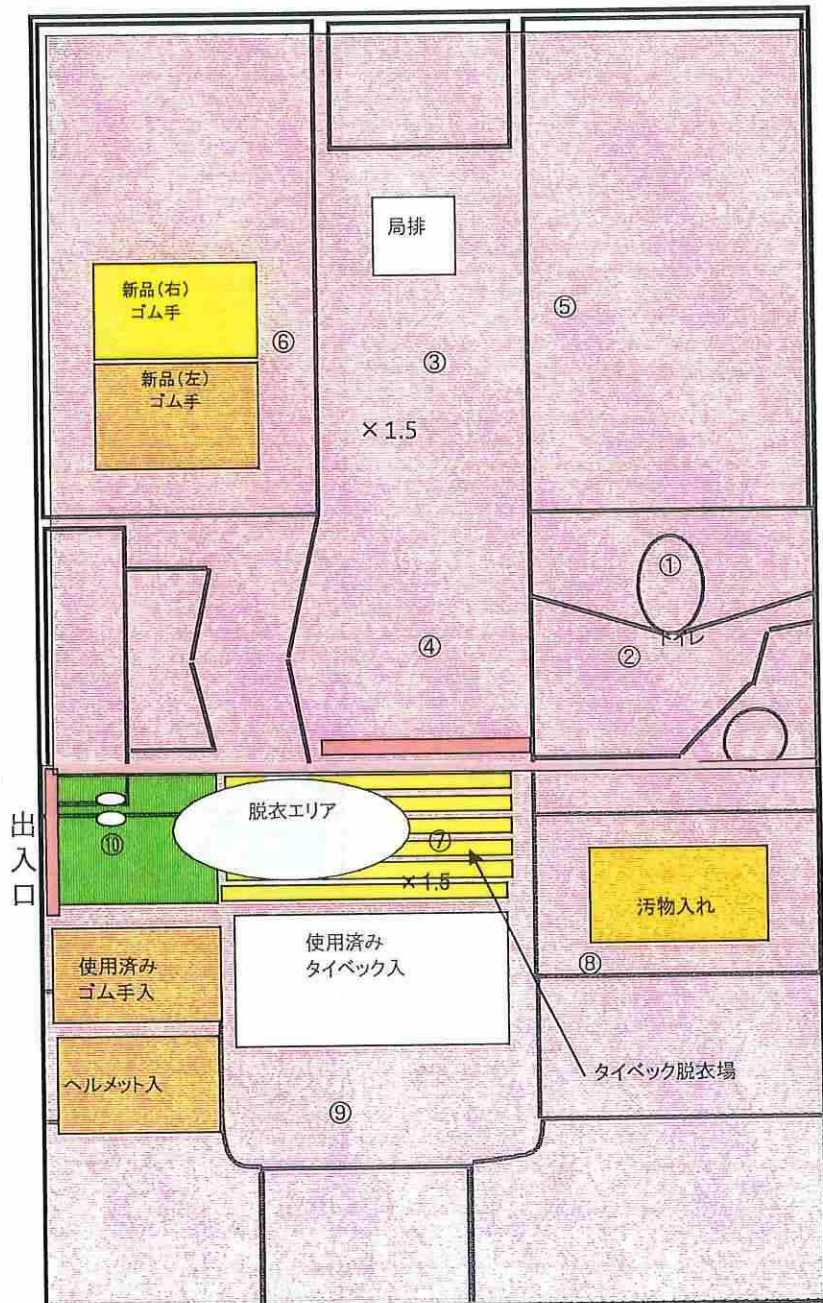 局排
新品(右)
ゴム手
⑥
⑤
③
新品(左)
ゴム手
×1.5
①
④
②
トイレ
出入口
脱衣エリア
⑦
⑩
×1.5
汚物入れ
使用済み
タイベック入
使用済み
ゴム手入
⑧
ヘルメット入
タイベック脱衣場
⑨